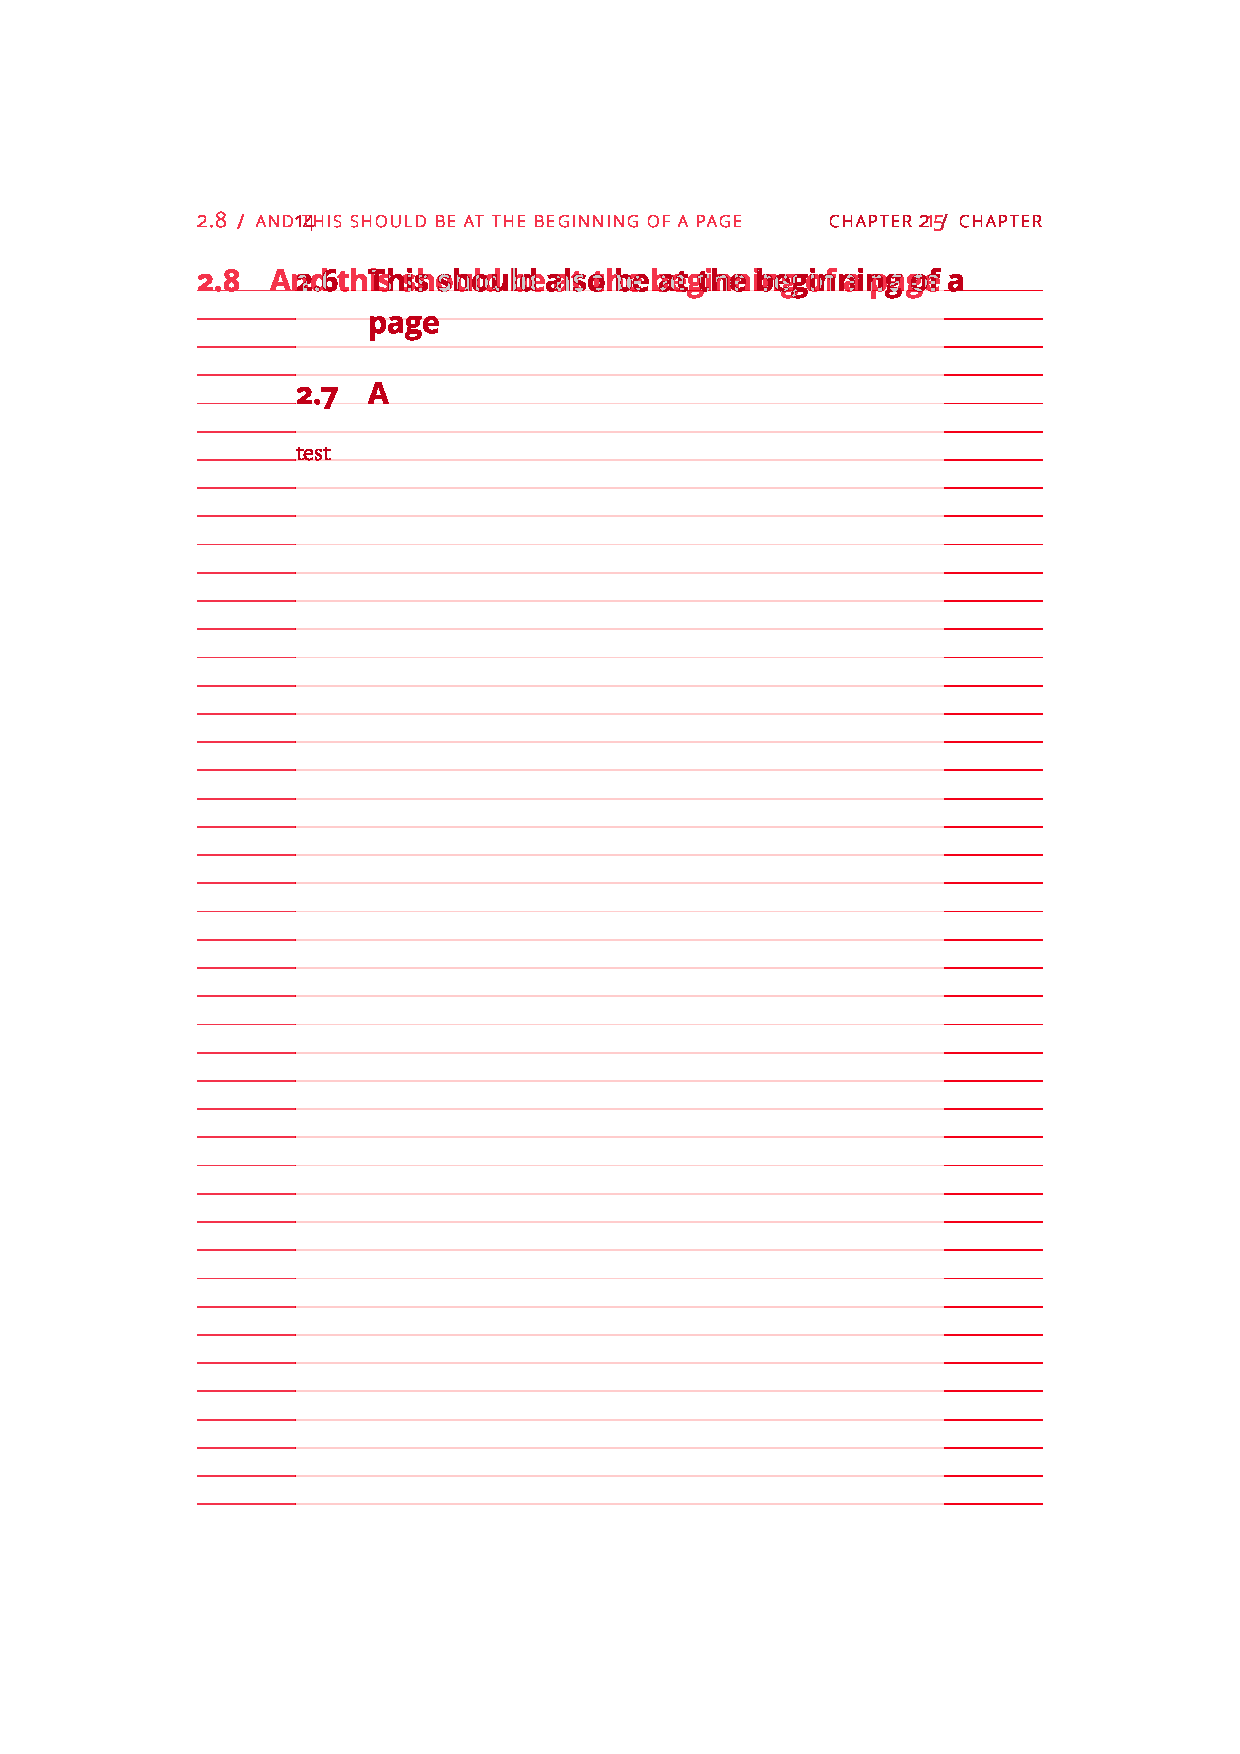 2.8 / AND THIS SHOULD BE AT THE BEGINNING OF A PAGE 14 CHAPTER 2 / CHAPTER 15
2.8 And this should be at the beginning of a page
2.6 This should also be at the beginning of a
page
2.7 A
test